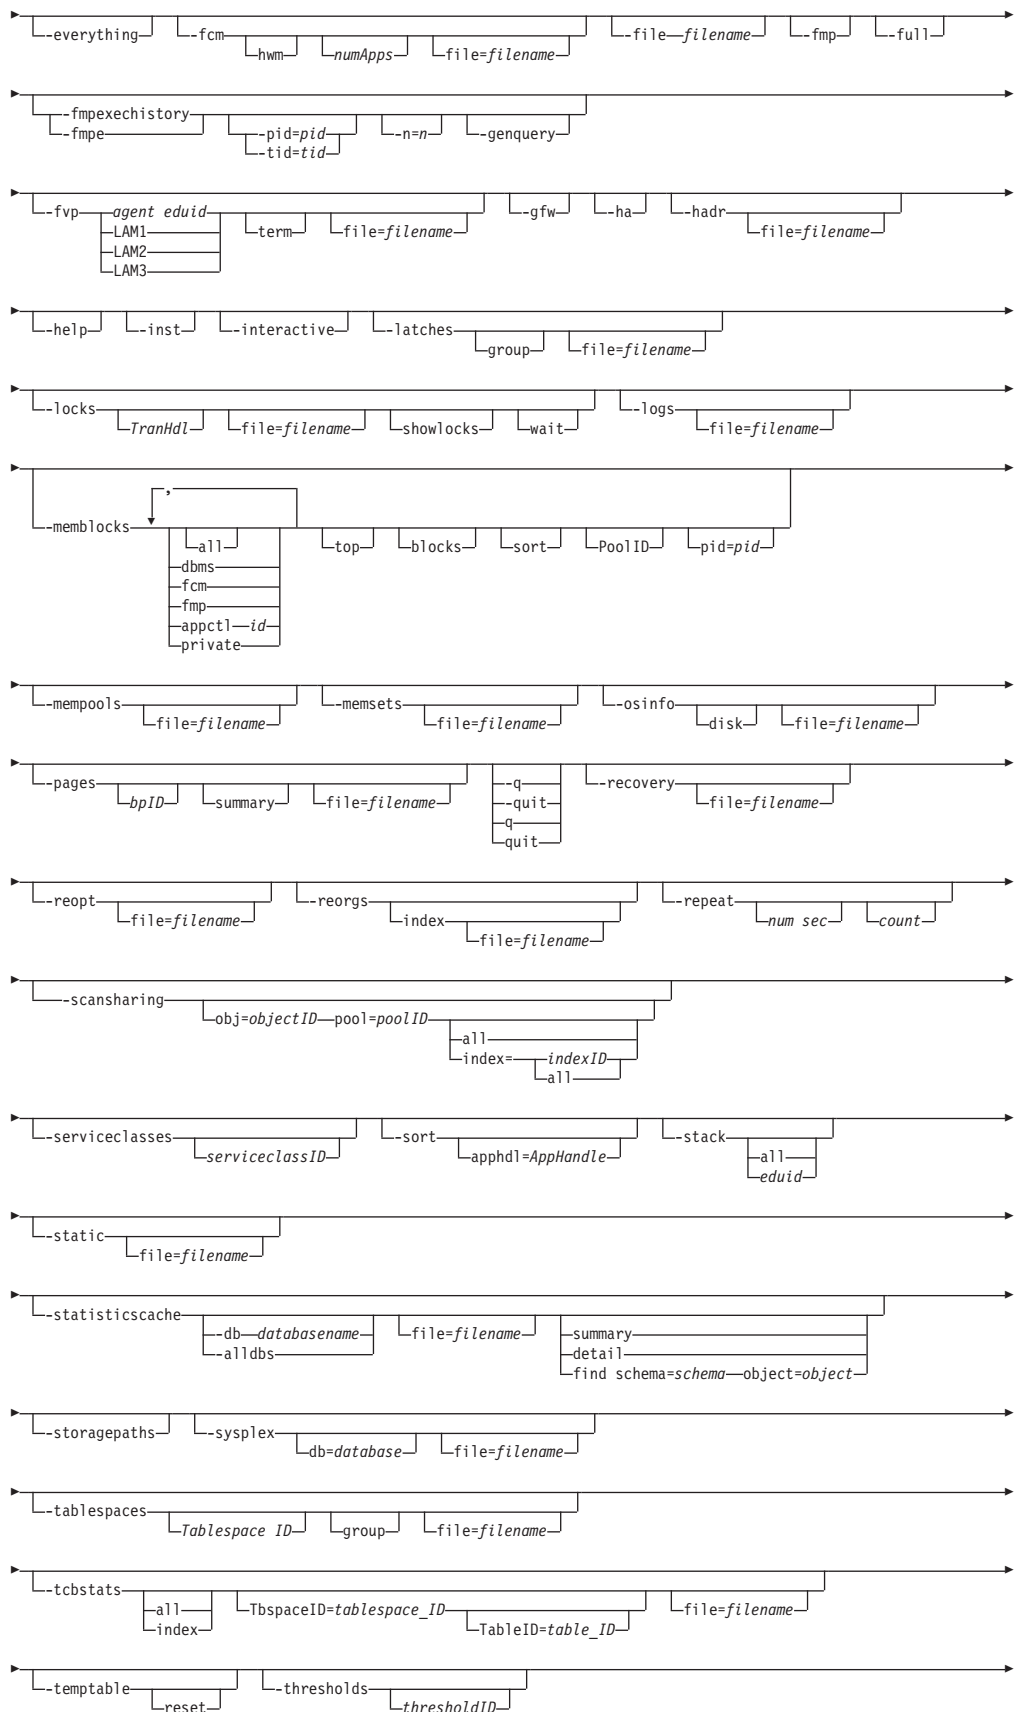 -everything -fcm -file filename -fmp -full
hwm numApps file=filename
-fmpexechistory
-fmpe -pid=pid -n=n -genquery
-tid=tid
-fvp agent eduid -gfw -ha -hadr
LAM1 term file=filename file=filename
LAM2
LAM3
-help -inst -interactive -latches
group file=filename
-locks -logs
TranHdl file=filename showlocks wait file=filename
,
-memblocks
all top blocks sort PoolID pid=pid
dbms
fcm
fmp
appctl id
private
-mempools -memsets -osinfo
file=filename file=filename disk file=filename
-pages -q -recovery
bpID summary file=filename -quit file=filename
q
quit
-reopt -reorgs -repeat
file=filename index num sec count
file=filename
-scansharing
obj=objectID pool=poolID
all
index= indexID
all
-serviceclasses -sort -stack
serviceclassID apphdl=AppHandle all
eduid
-static
file=filename
-statisticscache
-db databasename file=filename summary
-alldbs detail
find schema=schema object=object
-storagepaths -sysplex
db=database file=filename
-tablespaces
Tablespace ID group file=filename
-tcbstats
all TbspaceID=tablespace_ID file=filename
index TableID=table_ID
-temptable -thresholds
reset thresholdID